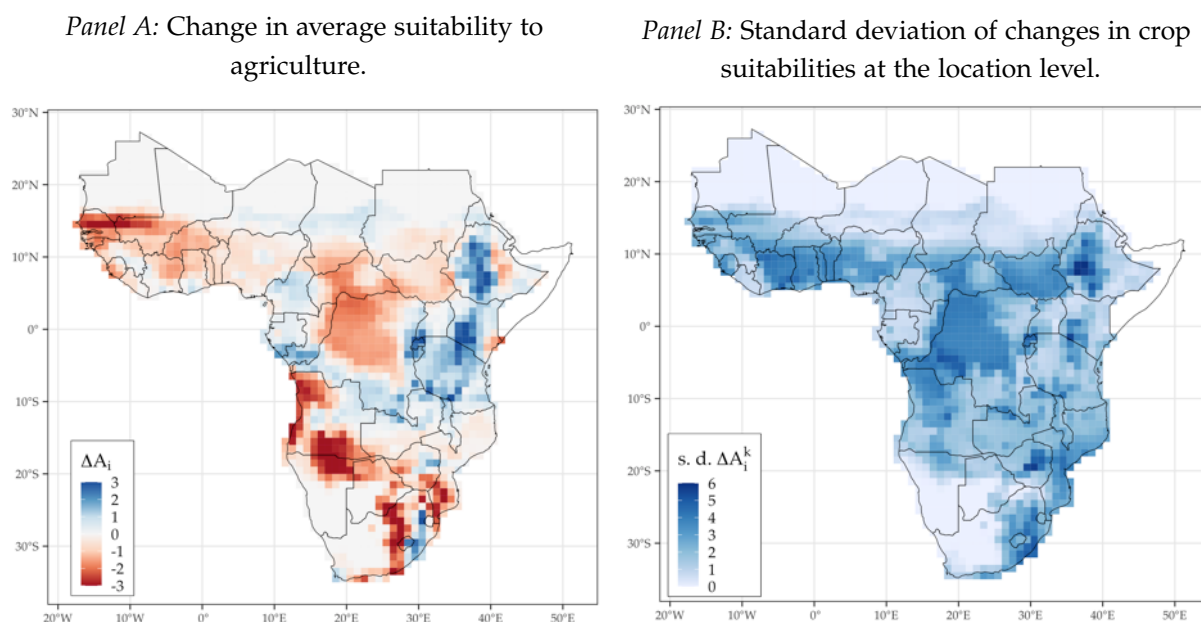 Panel A: Change in average suitability to
agriculture.
30°N
20°N
10°N
0°
10°S
20°S
30°S
20°W
10°W
0°E
10°E
20°E
30°E
40°E
50°E
ΔAᵢ
3
2
1
0
-1
-2
-3
Panel B: Standard deviation of changes in crop
suitabilities at the location level.
30°N
20°N
10°N
0°
10°S
20°S
30°S
20°W
10°W
0°
10°E
20°E
30°E
40°E
50°E
s. d. ΔAᵢᵏ
6
5
4
3
2
1
0